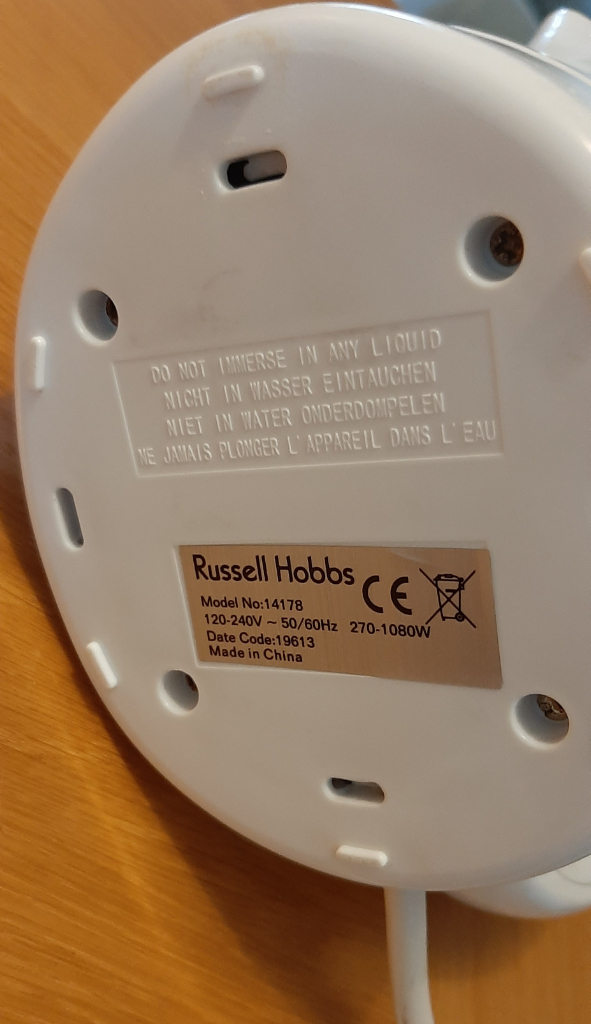 DO NOT IMMERSE IN ANY LIQUID
NICHT IN WASSER EINTAUCHEN
NIET IN WATER ONDERDOMPELEN
NE JAMAIS PLONGER L'APPAREIL DANS L'EAU
Russell Hobbs CE
Model No:14178
120-240V ~ 50/60Hz 270-1080W
Date Code:19613
Made in China